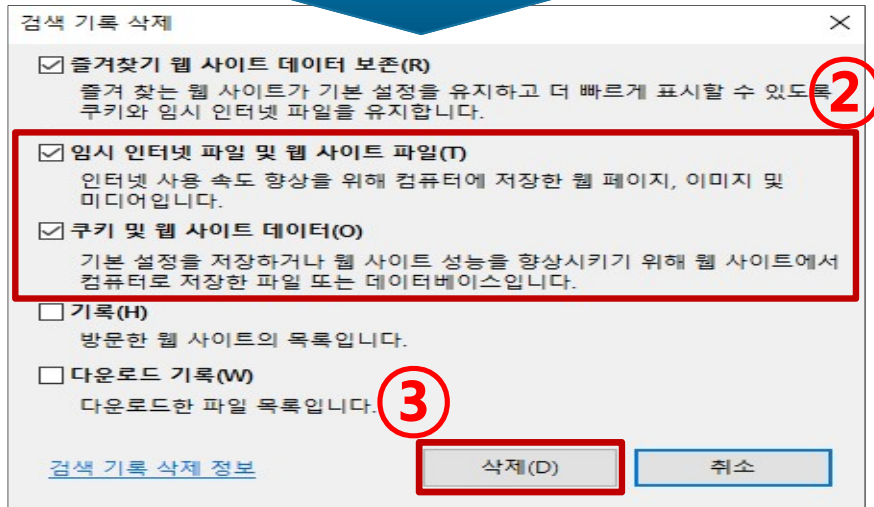 검색 기록 삭제
즐겨찾기 웹 사이트 데이터 보존(R)
즐겨 찾는 웹 사이트가 기본 설정을 유지하고 더 빠르게 표시할 수 있도록
쿠키와 임시 인터넷 파일을 유지합니다.
②
임시 인터넷 파일 및 웹 사이트 파일(T)
인터넷 사용 속도 향상을 위해 컴퓨터에 저장한 웹 페이지, 이미지 및
미디어입니다.
쿠키 및 웹 사이트 데이터(O)
기본 설정을 저장하거나 웹 사이트 성능을 향상시키기 위해 웹 사이트에서
컴퓨터로 저장한 파일 또는 데이터베이스입니다.
기록(H)
방문한 웹 사이트의 목록입니다.
다운로드 기록(W)
다운로드한 파일 목록입니다.
③
검색 기록 삭제 정보 삭제(D) 취소